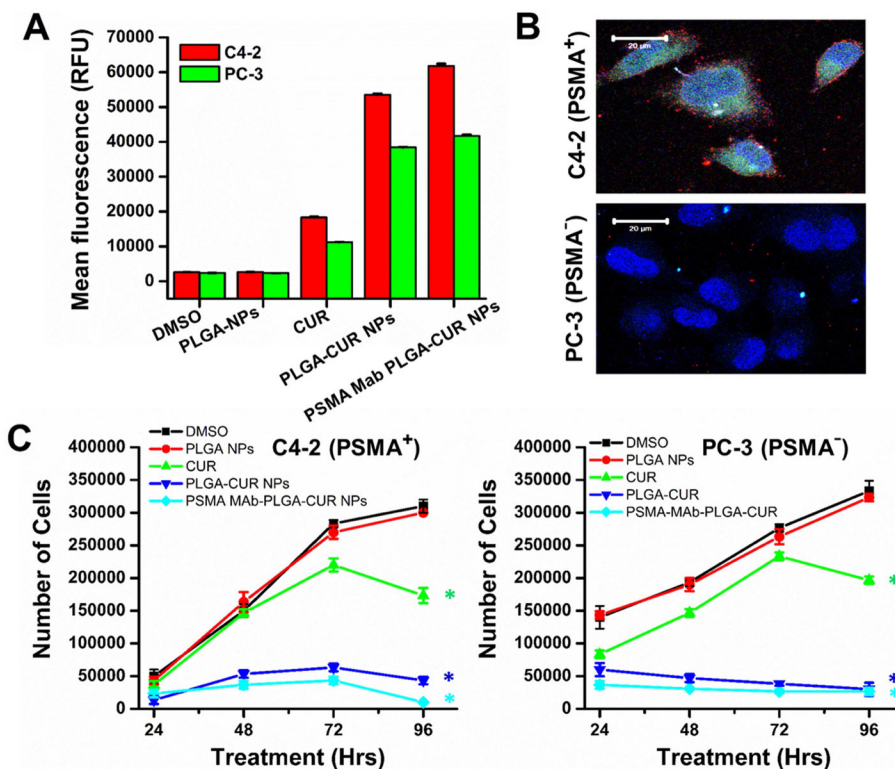 A
Mean fluorescence (RFU)
70000
60000
50000
40000
30000
20000
10000
0
C4-2
PC-3
DMSO
PLGA-NPs
CUR
PLGA-CUR NPs
PSMA Mab PLGA-CUR NPs
B
C4-2 (PSMA⁺)
20 µm
PC-3 (PSMA⁻)
20 µm
C
C4-2 (PSMA⁺)
Number of Cells
400000
350000
300000
250000
200000
150000
100000
50000
0
DMSO
PLGA NPs
CUR
PLGA-CUR NPs
PSMA MAb-PLGA-CUR NPs
*
*
*
24 48 72 96
Treatment (Hrs)
PC-3 (PSMA⁻)
Number of Cells
400000
350000
300000
250000
200000
150000
100000
50000
0
DMSO
PLGA NPs
CUR
PLGA-CUR
PSMA-MAb-PLGA-CUR
*
*
*
24 48 72 96
Treatment (Hrs)